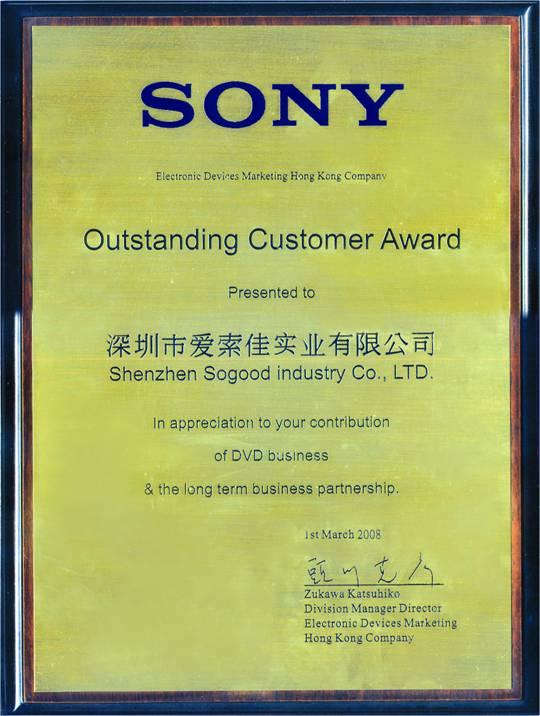 SONY
Electronic Devices Marketing Hong Kong Company
Outstanding Customer Award
Presented to
深圳市爱索佳实业有限公司
Shenzhen Sogood industry Co., LTD.
In appreciation to your contribution
of DVD business
& the long term business partnership.
1st March 2008
Zukawa Katsuhiko
Division Manager Director
Electronic Devices Marketing
Hong Kong Company